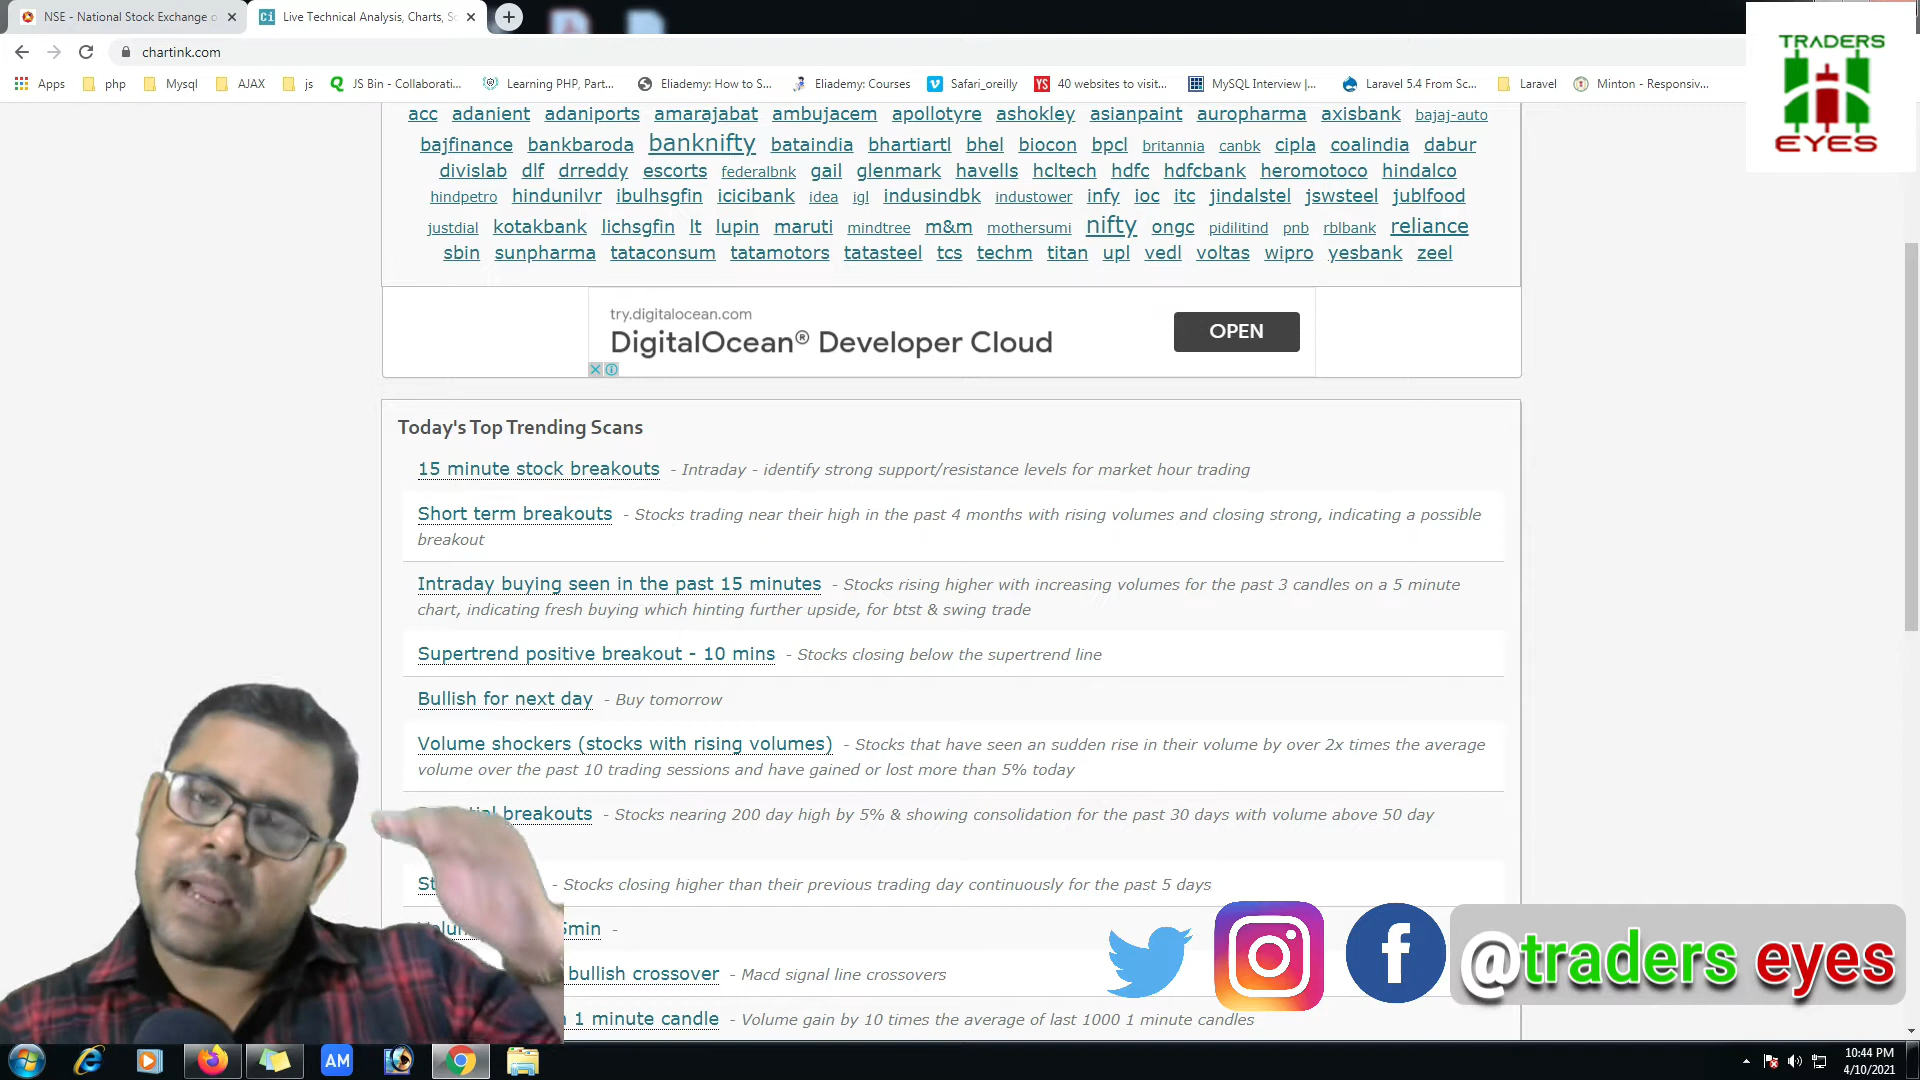 NSE - National Stock Exchange o
Live Technical Analysis, Charts, Sc
chartink.com
Apps php Mysql AJAX js JS Bin - Collaborati... Learning PHP, Part... Eliademy: How to S... Eliademy: Courses Safari_oreilly 40 websites to visit... MySQL Interview |... Laravel 5.4 From Sc... Laravel Minton - Responsiv...
TRADERS
EYES
acc adanient adaniports amarajabat ambujacem apollotyre ashokley asianpaint auropharma axisbank bajaj-auto
bajfinance bankbaroda banknifty bataindia bhartiartl bhel biocon bpcl britannia canbk cipla coalindia dabur
divislab dlf drreddy escorts federalbnk gail glenmark havells hcltech hdfc hdfcbank heromotoco hindalco
hindpetro hindunilvr ibulhsgfin icicibank idea igl indusindbk industower infy ioc itc jindalstel jswsteel jublfood
justdial kotakbank lichsgfin lt lupin maruti mindtree m&m mothersumi nifty ongc pidilitind pnb rblbank reliance
sbin sunpharma tataconsum tatamotors tatasteel tcs techm titan upl vedl voltas wipro yesbank zeel
try.digitalocean.com
DigitalOcean® Developer Cloud
OPEN
Today's Top Trending Scans
15 minute stock breakouts - Intraday - identify strong support/resistance levels for market hour trading
Short term breakouts - Stocks trading near their high in the past 4 months with rising volumes and closing strong, indicating a possible
breakout
Intraday buying seen in the past 15 minutes - Stocks rising higher with increasing volumes for the past 3 candles on a 5 minute
chart, indicating fresh buying which hinting further upside, for btst & swing trade
Supertrend positive breakout - 10 mins - Stocks closing below the supertrend line
Bullish for next day - Buy tomorrow
Volume shockers (stocks with rising volumes) - Stocks that have seen an sudden rise in their volume by over 2x times the average
volume over the past 10 trading sessions and have gained or lost more than 5% today
breakouts - Stocks nearing 200 day high by 5% & showing consolidation for the past 30 days with volume above 50 day
St - Stocks closing higher than their previous trading day continuously for the past 5 days
5min -
bullish crossover - Macd signal line crossovers
1 minute candle - Volume gain by 10 times the average of last 1000 1 minute candles
@traders eyes
AM
10:44 PM
4/10/2021